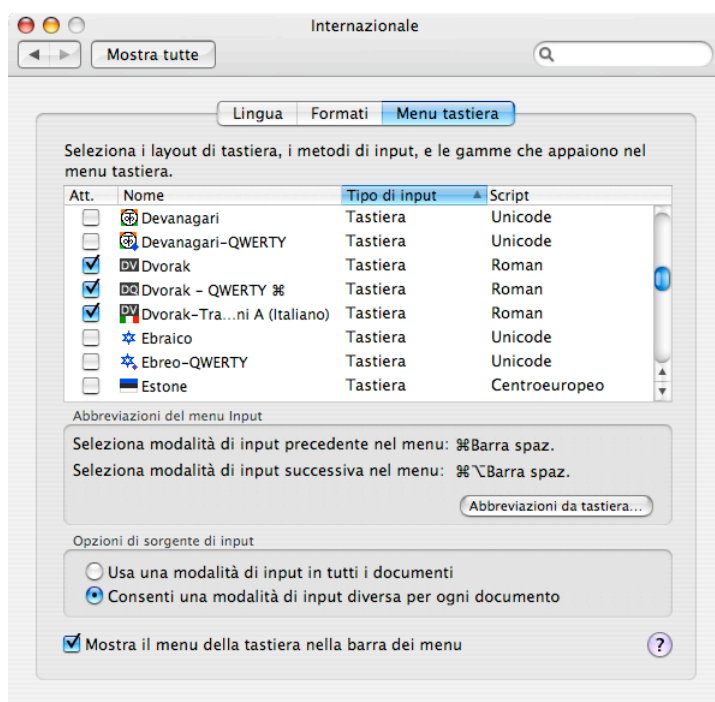 Internazionale
Mostra tutte
Lingua Formati Menu tastiera
Seleziona i layout di tastiera, i metodi di input, e le gamme che appaiono nel
menu tastiera.
Att. Nome Tipo di input Script
Devanagari Tastiera Unicode
Devanagari-QWERTY Tastiera Unicode
DV Dvorak Tastiera Roman
DQ Dvorak - QWERTY ⌘ Tastiera Roman
DV Dvorak-Tra...ni A (Italiano) Tastiera Roman
Ebraico Tastiera Unicode
Ebreo-QWERTY Tastiera Unicode
Estone Tastiera Centroeuropeo
Abbreviazioni del menu Input
Seleziona modalità di input precedente nel menu: ⌘Barra spaz.
Seleziona modalità di input successiva nel menu: ⌘⌥Barra spaz.
Abbreviazioni da tastiera...
Opzioni di sorgente di input
Usa una modalità di input in tutti i documenti
Consenti una modalità di input diversa per ogni documento
Mostra il menu della tastiera nella barra dei menu ?